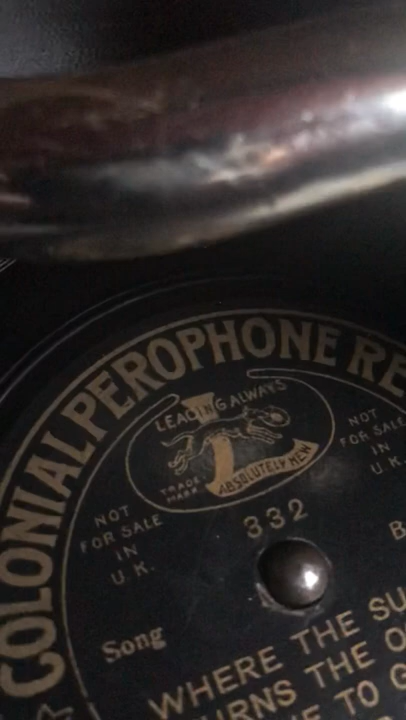 COLONIAL PEROPHONE RE
LEADING ALWAYS
TRADE
MARK
ABSOLUTELY NEW
NOT
FOR SALE
IN
U.K.
NOT
FOR SALE
IN
U.K.
332
B
Song
WHERE THE SU
URNS THE O
TO G